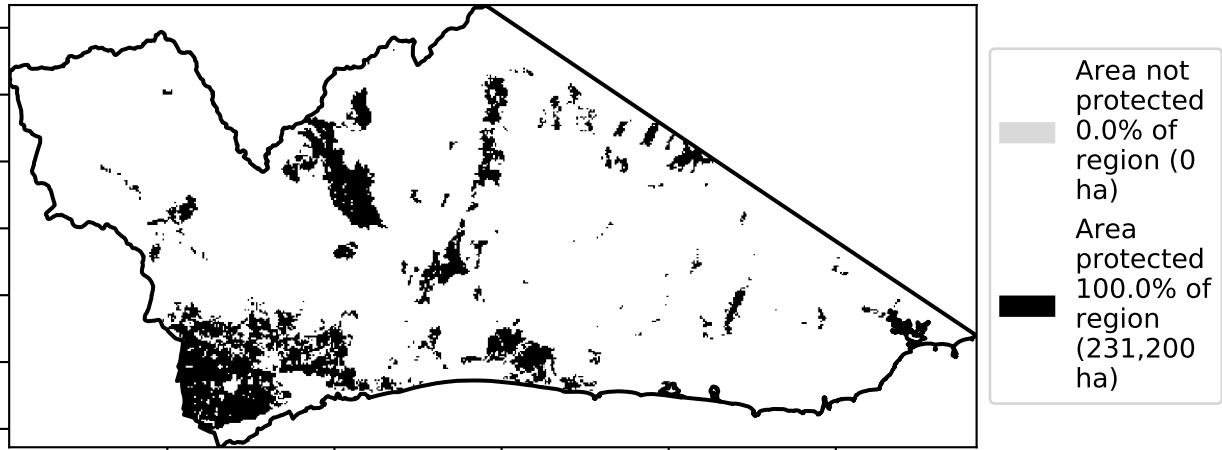 Area not
protected
0.0% of
region (0
ha)
Area
protected
100.0% of
region
(231,200
ha)